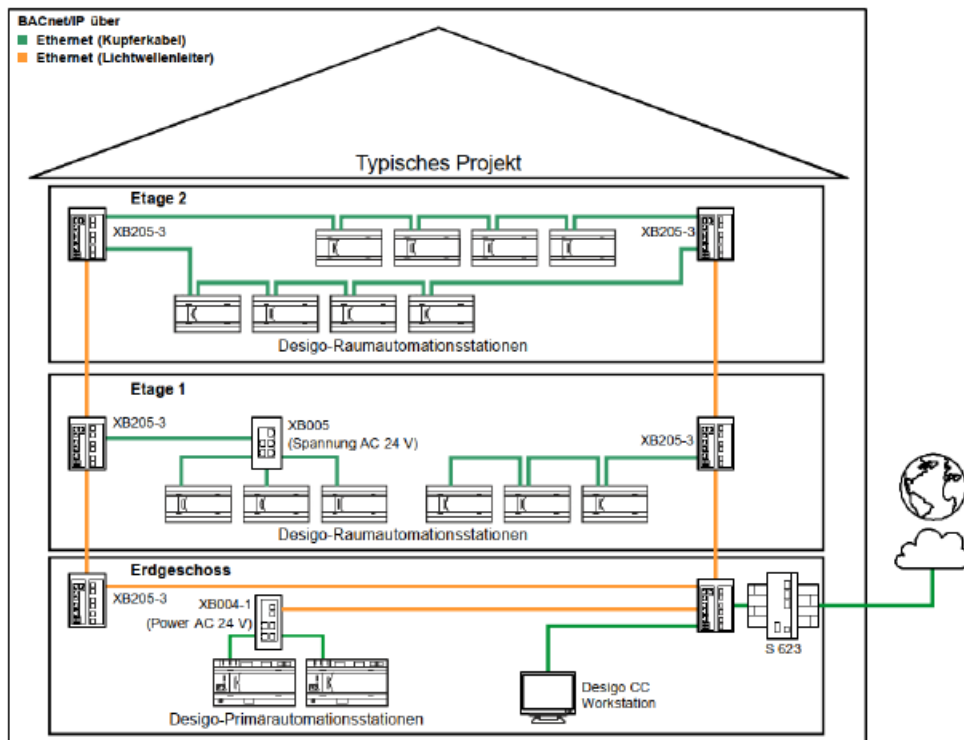 BACnet/IP über
Ethernet (Kupferkabel)
Ethernet (Lichtwellenleiter)
Typisches Projekt
Etage 2
XB205-3
XB205-3
Desigo-Raumautomationsstationen
Etage 1
XB205-3
XB005
(Spannung AC 24 V)
XB205-3
Desigo-Raumautomationsstationen
Erdgeschoss
XB205-3
XB004-1
(Power AC 24 V)
S 623
Desigo CC
Workstation
Desigo-Primärautomationsstationen